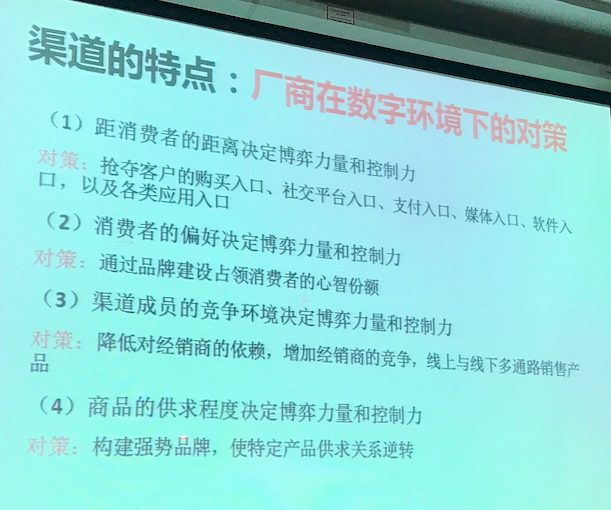 渠道的特点：厂商在数字环境下的对策
（1）距消费者的距离决定博弈力量和控制力
对策：抢夺客户的购买入口、社交平台入口、支付入口、媒体入口、软件入
口，以及各类应用入口
（2）消费者的偏好决定博弈力量和控制力
对策：通过品牌建设占领消费者的心智份额
（3）渠道成员的竞争环境决定博弈力量和控制力
对策：降低对经销商的依赖，增加经销商的竞争，线上与线下多通路销售产
品
（4）商品的供求程度决定博弈力量和控制力
对策：构建强势品牌，使特定产品供求关系逆转